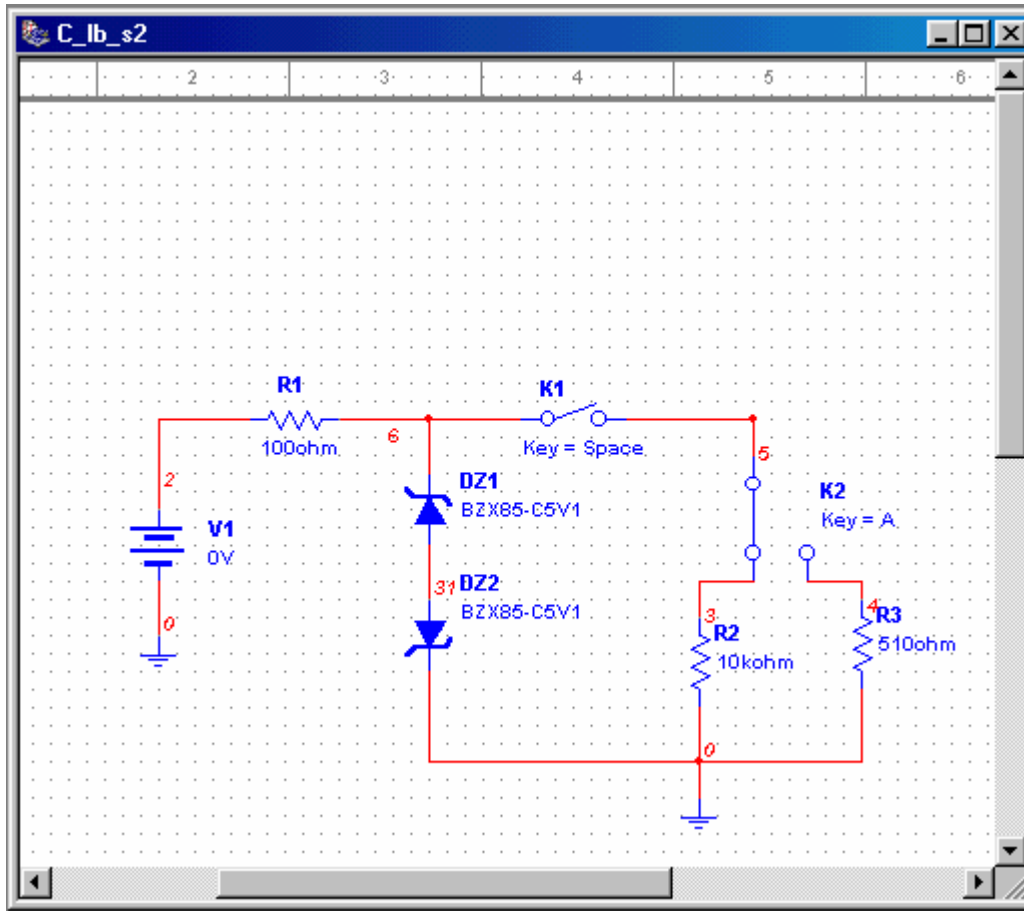 C_lb_s2
2 3 4 5 6
R1
100ohm
6
K1
Key = Space
5
2
DZ1
BZX85-C5V1
K2
Key = A
V1
0V
31
DZ2
BZX85-C5V1
0
3
R2
10kohm
4
R3
510ohm
0